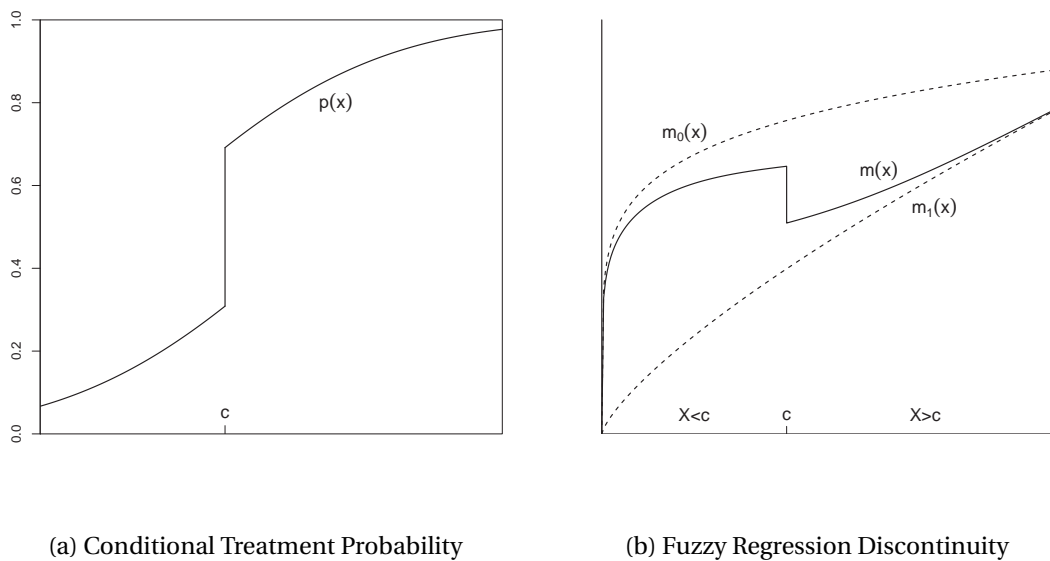 1.0
0.8
0.6
0.4
0.2
0.0
p(x)
c
m₀(x)
m(x)
m₁(x)
X<c
c
X>c
(a) Conditional Treatment Probability
(b) Fuzzy Regression Discontinuity